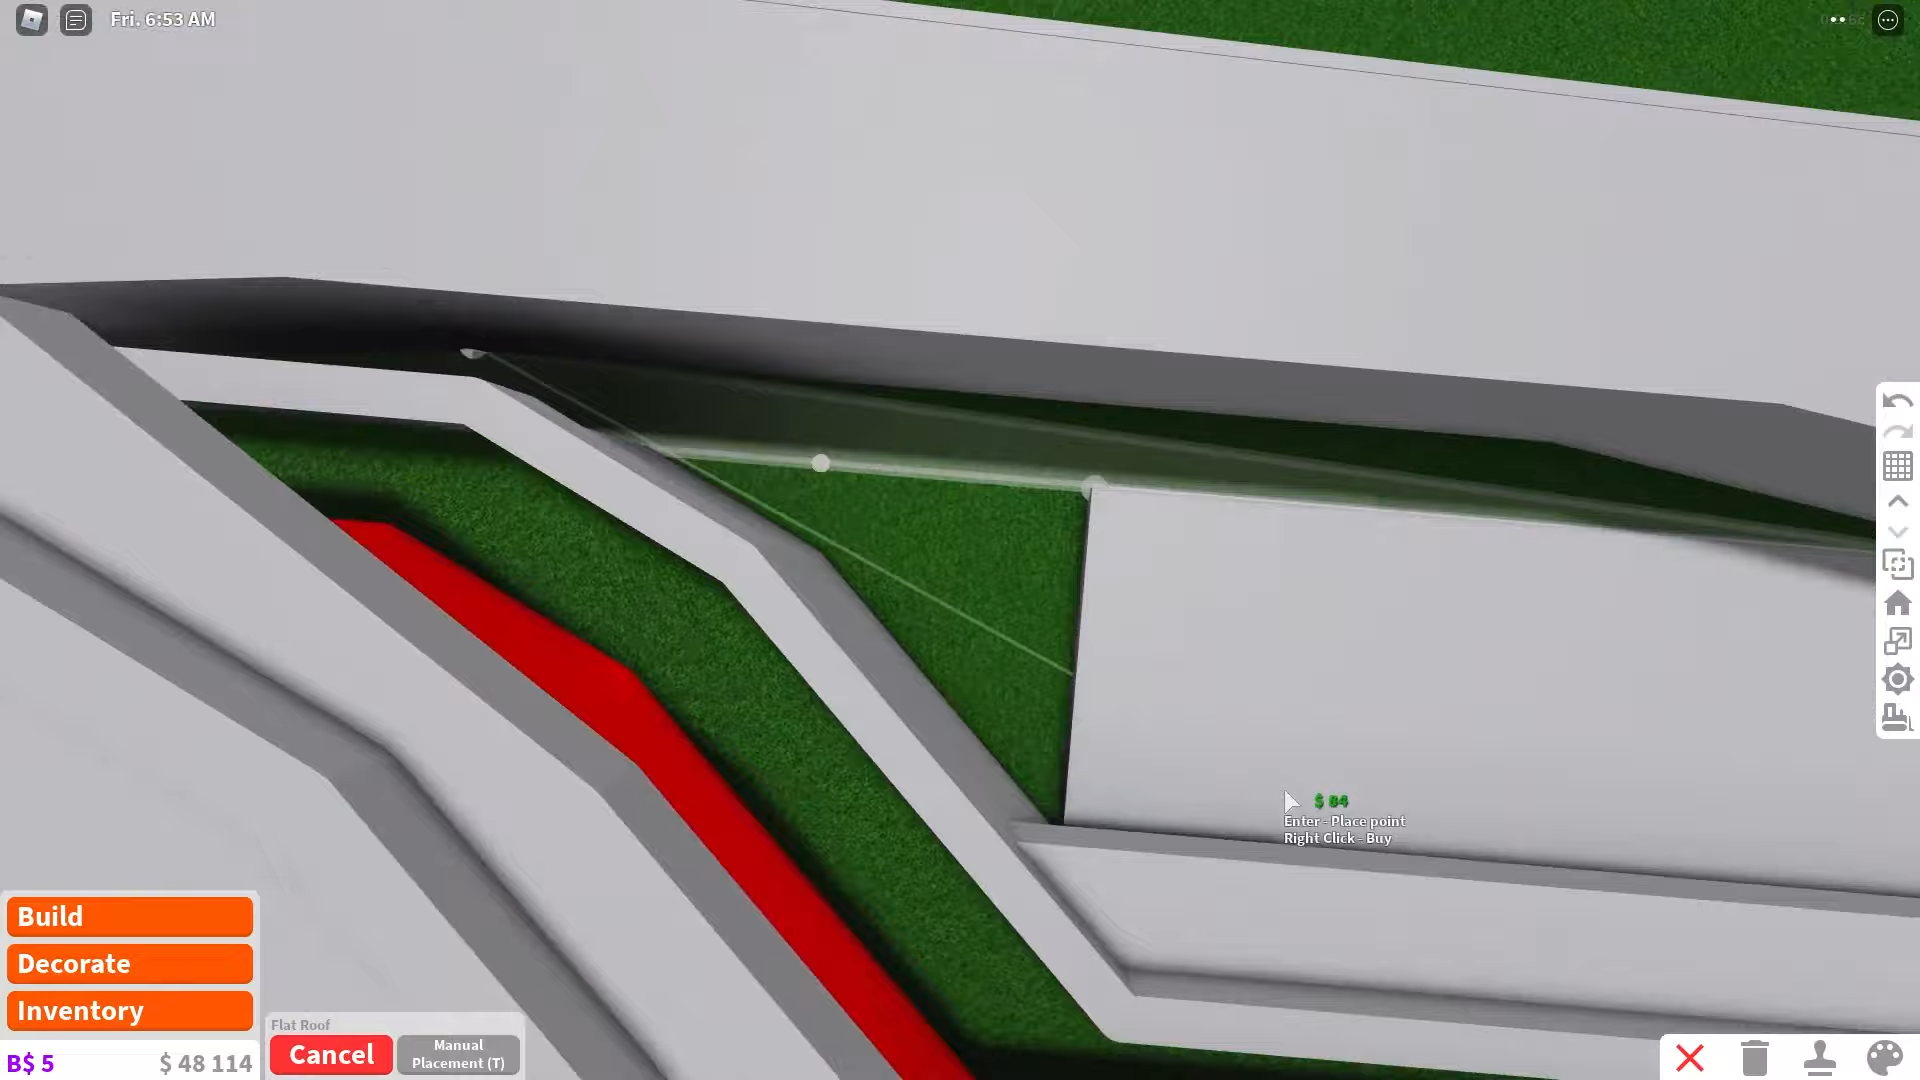 Fri. 6:53 AM
$ 84
Enter - Place point
Right Click - Buy
Build
Decorate
Inventory
Flat Roof
Cancel
Manual
Placement (T)
B$ 5
$ 48 114